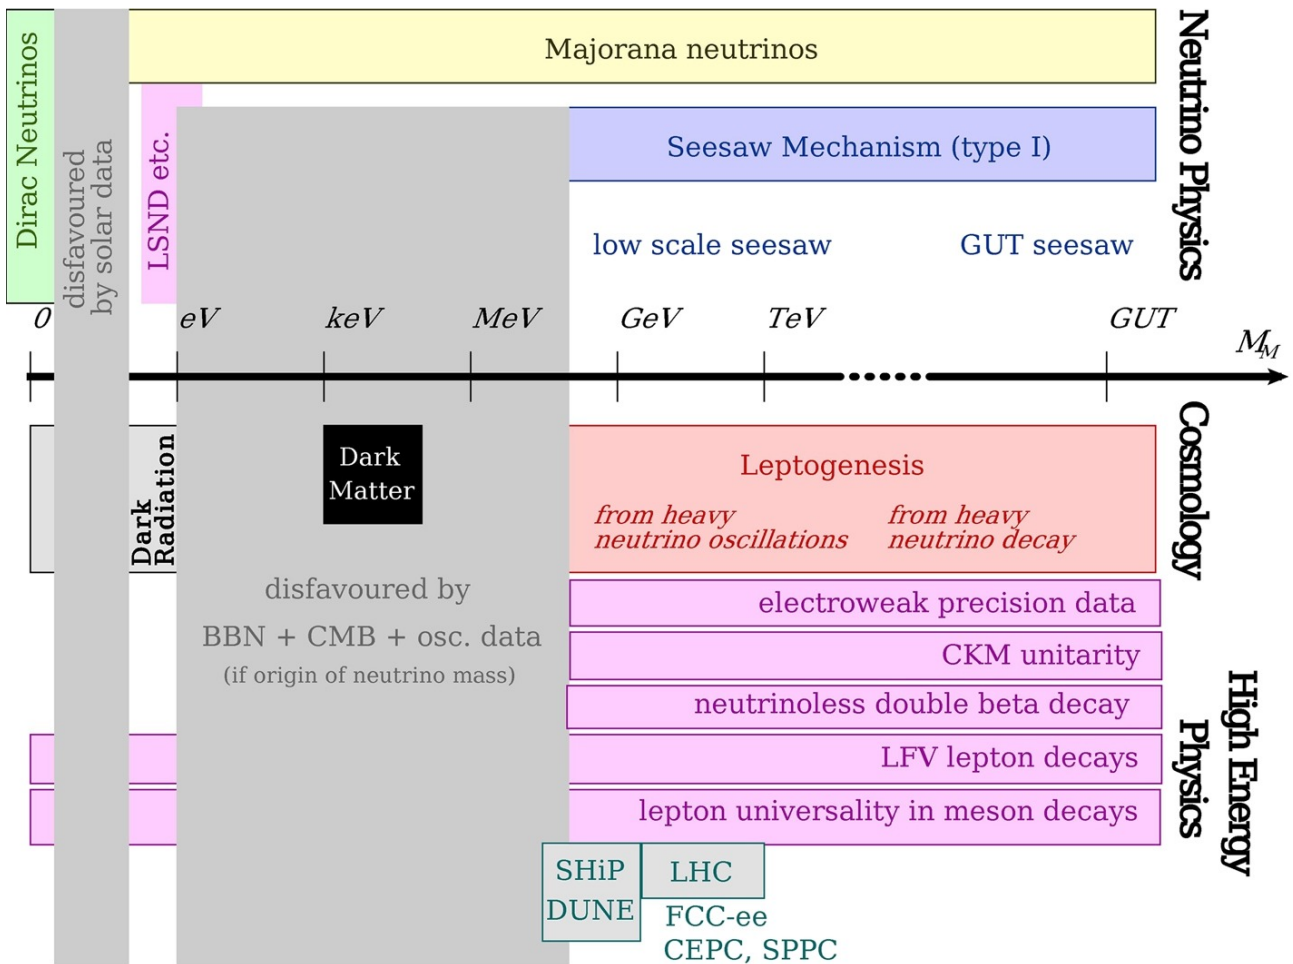 Neutrino Physics
Majorana neutrinos
Dirac Neutrinos
disfavoured
by solar data
LSND etc.
Seesaw Mechanism (type I)
low scale seesaw
GUT seesaw
0
eV
keV
MeV
GeV
TeV
GUT
M_M
Cosmology
Dark
Radiation
Dark
Matter
Leptogenesis
from heavy
neutrino oscillations
from heavy
neutrino decay
disfavoured by
BBN + CMB + osc. data
(if origin of neutrino mass)
High Energy
Physics
electroweak precision data
CKM unitarity
neutrinoless double beta decay
LFV lepton decays
lepton universality in meson decays
SHiP
DUNE
LHC
FCC-ee
CEPC, SPPC